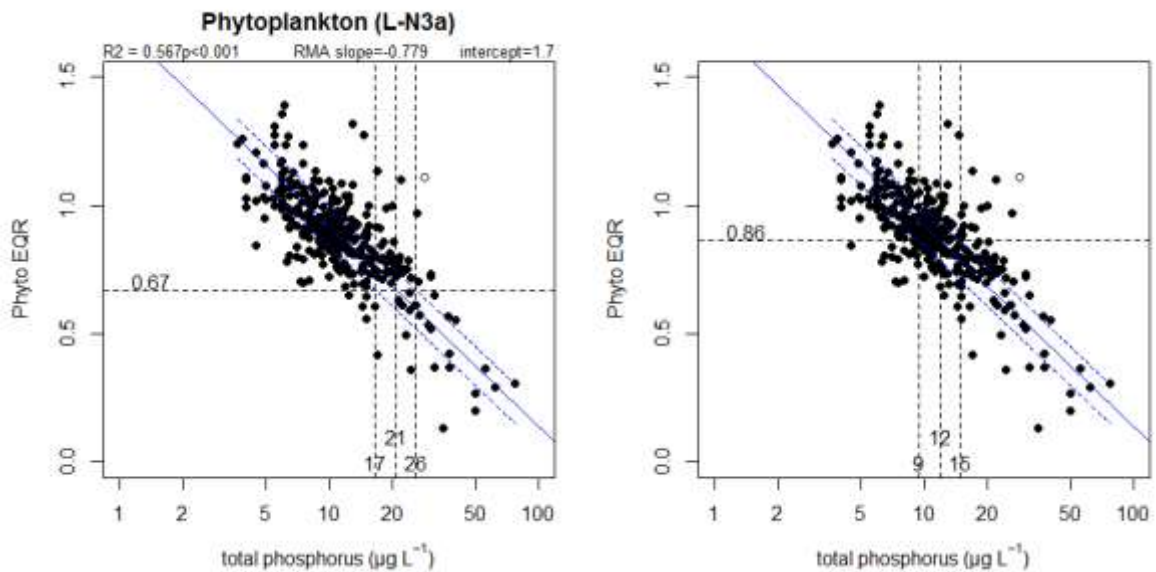 Phytoplankton (L-N3a)
R2 = 0.567p<0.001 RMA slope=-0.779 intercept=1.7
1.5
1.0
0.5
0.0
Phyto EQR
0.67
21
17 26
1 2 5 10 20 50 100
total phosphorus (µg L⁻¹)
1.5
1.0
0.5
0.0
Phyto EQR
0.86
12
9 15
1 2 5 10 20 50 100
total phosphorus (µg L⁻¹)